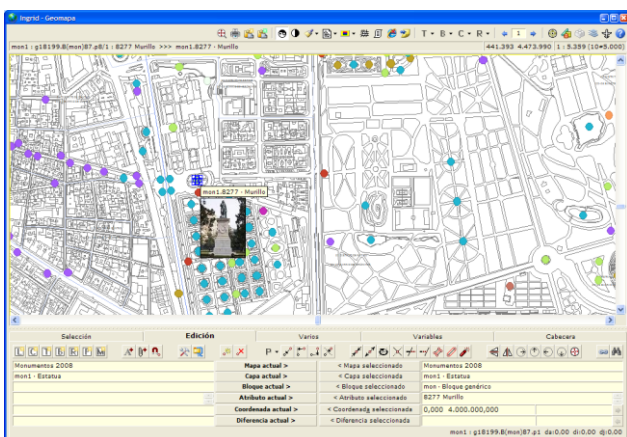 Ingrid - Geomapa
T · B · C · R · 1
mon1 : g18199.B(mon)87.p8/1 : 8277 Murillo >>> mon1.8277 - Murillo
441.393 4.473.990 1 : 5.359 (10=5.000)
mon1.8277 - Murillo
Selección Edición Varios Variables Cabecera
Monumentos 2008 Mapa actual > < Mapa seleccionado Monumentos 2008
mon1 - Estatua Capa actual > < Capa seleccionada mon1 - Estatua
Bloque actual > < Bloque seleccionado mon - Bloque genérico
Atributo actual > < Atributo seleccionado 8277 Murillo
Coordenada actual > < Coordenada seleccionada 0,000 4.000.000,000
Diferencia actual > < Diferencia seleccionada
mon1 : g18199.B(mon)87.p1 da:0.00 di:0.00 dj:0.00